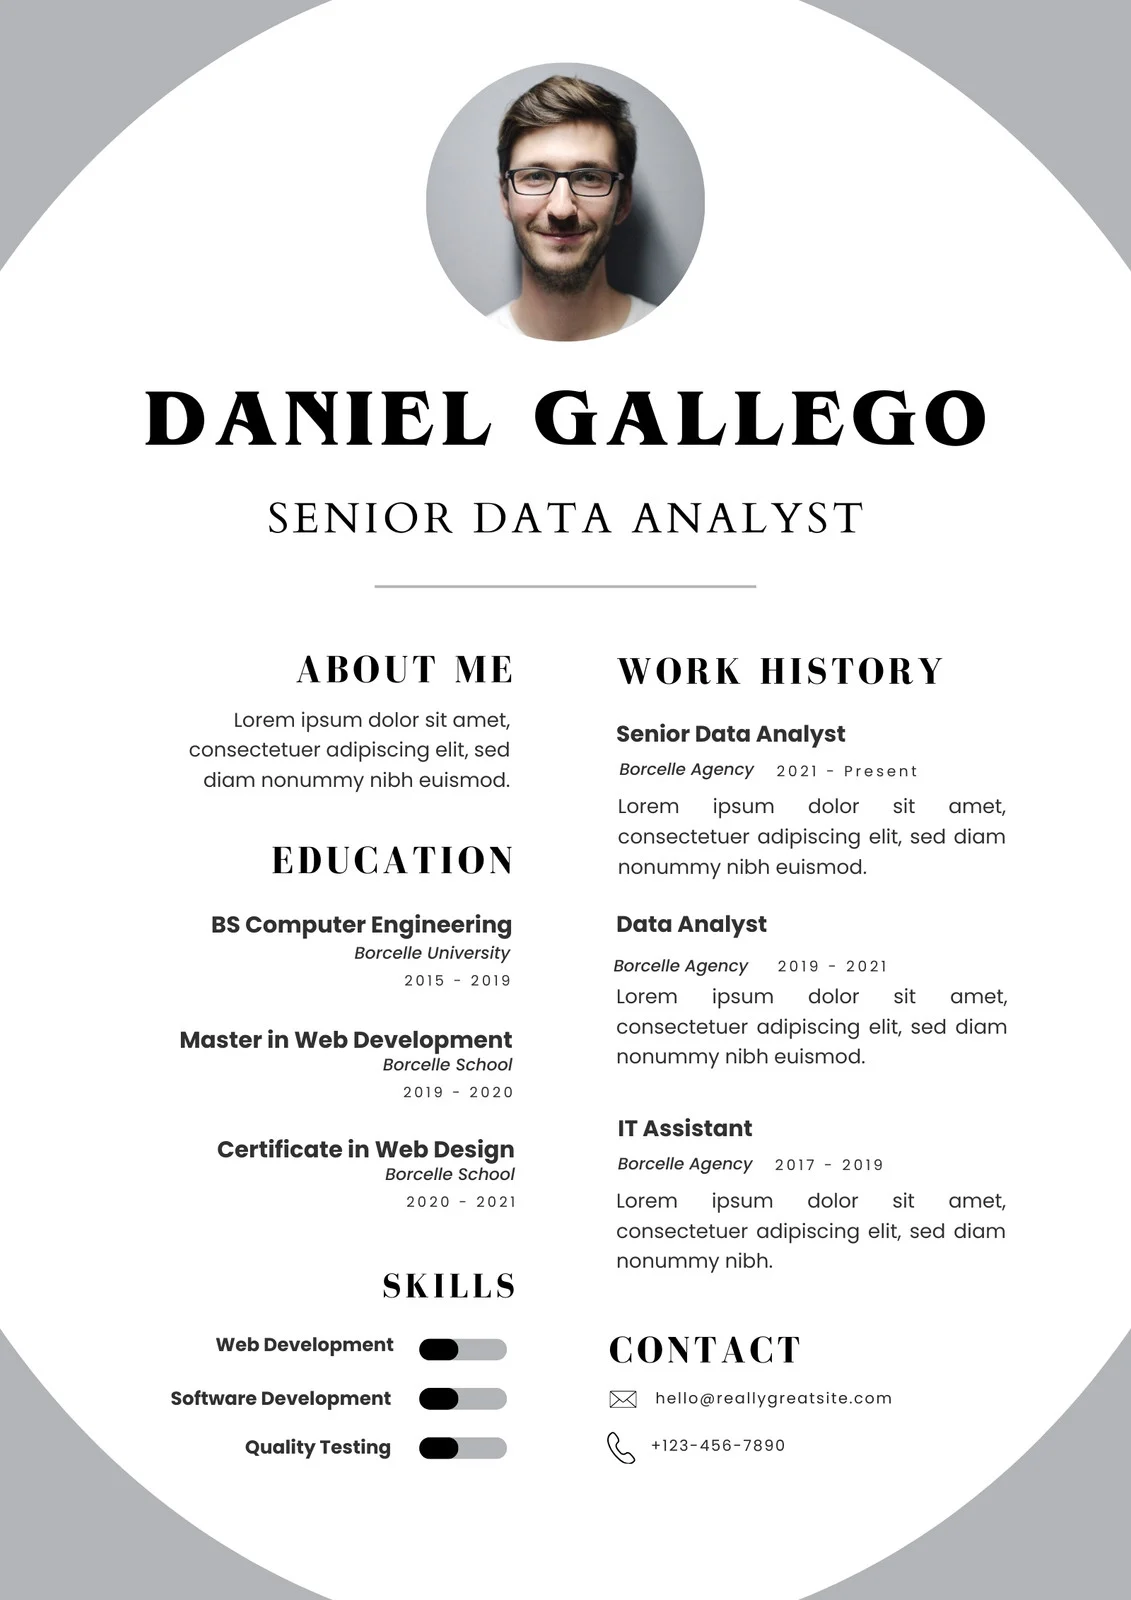 DANIEL GALLEGO
SENIOR DATA ANALYST
ABOUT ME
Lorem ipsum dolor sit amet,
consectetuer adipiscing elit, sed
diam nonummy nibh euismod.
EDUCATION
BS Computer Engineering
Borcelle University
2015 - 2019
Master in Web Development
Borcelle School
2019 - 2020
Certificate in Web Design
Borcelle School
2020 - 2021
SKILLS
Web Development
Software Development
Quality Testing
WORK HISTORY
Senior Data Analyst
Borcelle Agency 2021 - Present
Lorem ipsum dolor sit amet,
consectetuer adipiscing elit, sed diam
nonummy nibh euismod.
Data Analyst
Borcelle Agency 2019 - 2021
Lorem ipsum dolor sit amet,
consectetuer adipiscing elit, sed diam
nonummy nibh euismod.
IT Assistant
Borcelle Agency 2017 - 2019
Lorem ipsum dolor sit amet,
consectetuer adipiscing elit, sed diam
nonummy nibh.
CONTACT
hello@reallygreatsite.com
+123-456-7890